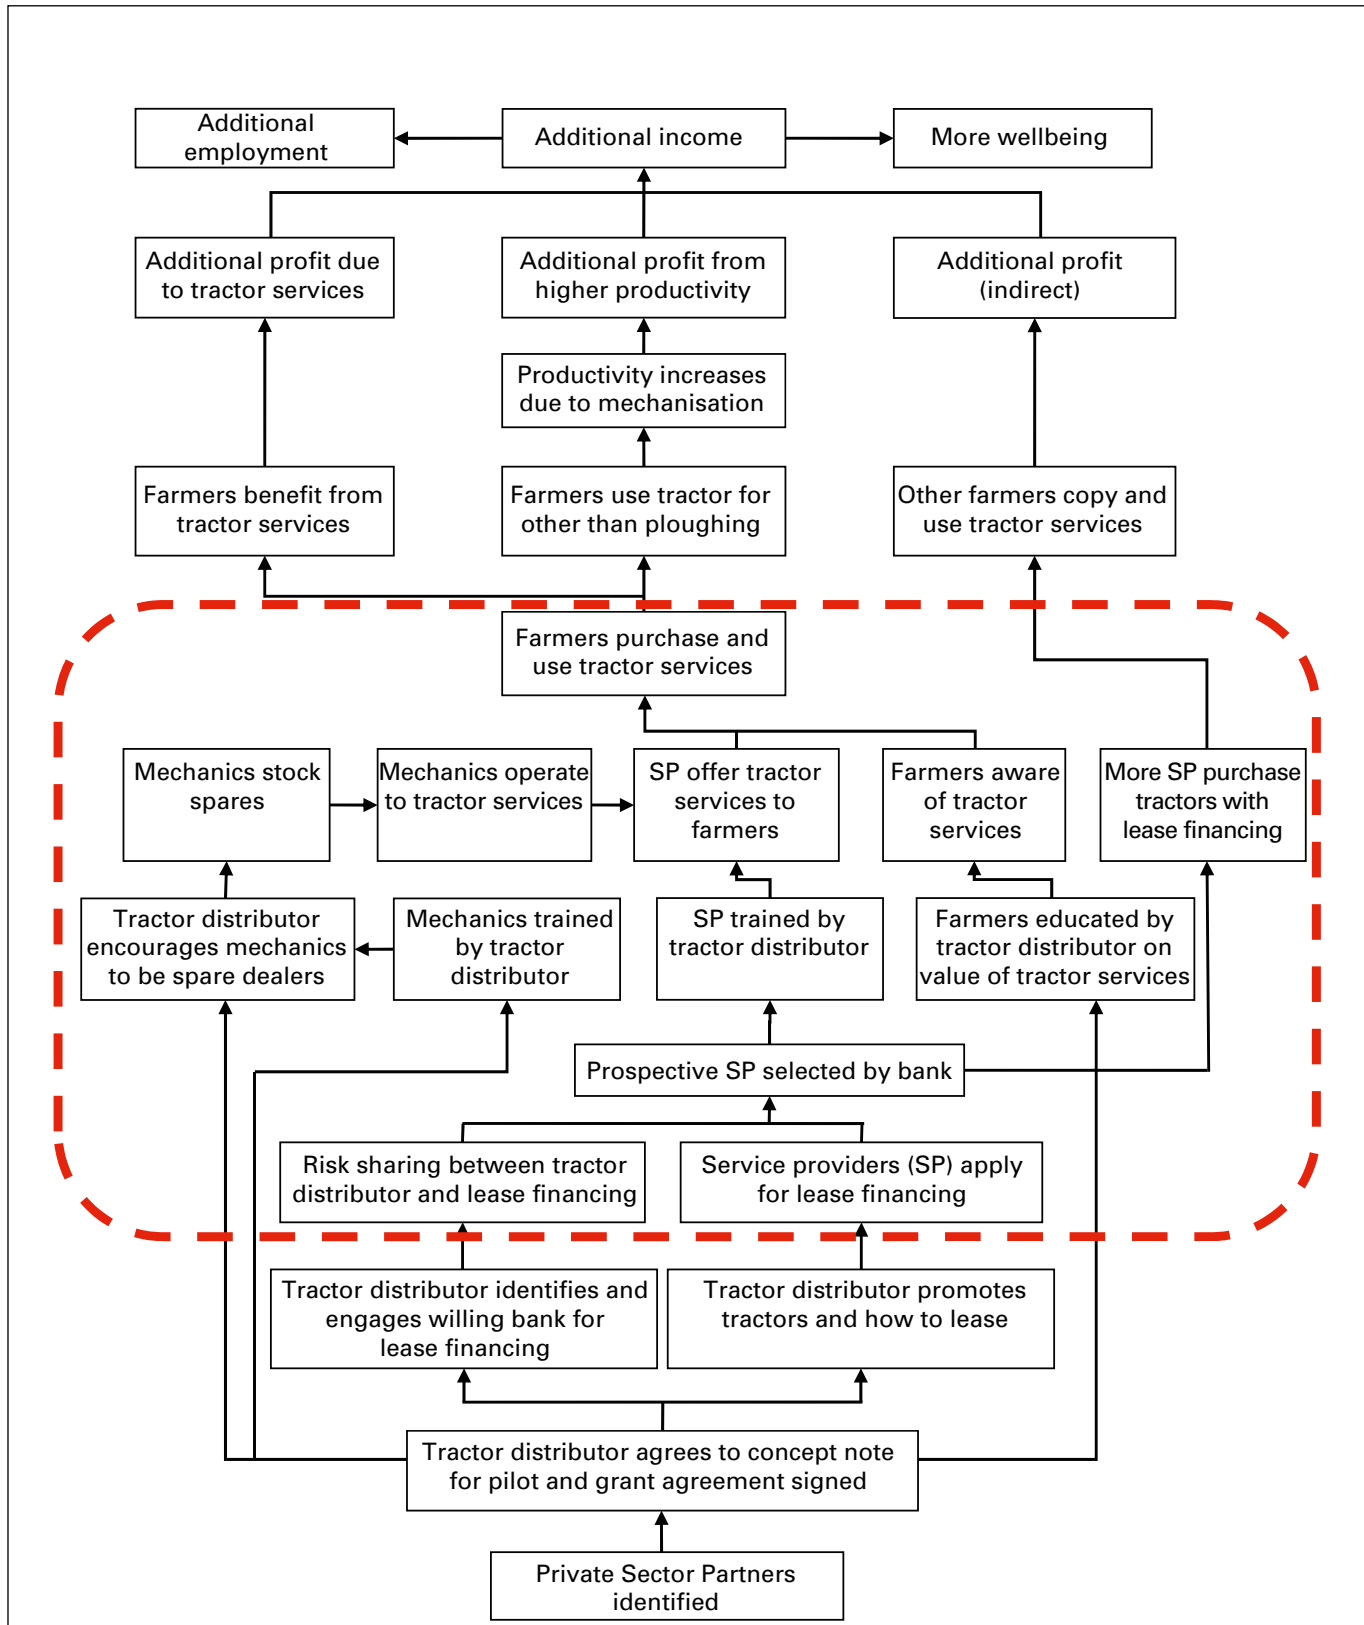 Additional
employment
Additional income
More wellbeing
Additional profit due
to tractor services
Additional profit from
higher productivity
Additional profit
(indirect)
Productivity increases
due to mechanisation
Farmers benefit from
tractor services
Farmers use tractor for
other than ploughing
Other farmers copy and
use tractor services
Farmers purchase and
use tractor services
Mechanics stock
spares
Mechanics operate
to tractor services
SP offer tractor
services to
farmers
Farmers aware
of tractor
services
More SP purchase
tractors with
lease financing
Tractor distributor
encourages mechanics
to be spare dealers
Mechanics trained
by tractor
distributor
SP trained by
tractor distributor
Farmers educated by
tractor distributor on
value of tractor services
Prospective SP selected by bank
Risk sharing between tractor
distributor and lease financing
Service providers (SP) apply
for lease financing
Tractor distributor identifies and
engages willing bank for
lease financing
Tractor distributor promotes
tractors and how to lease
Tractor distributor agrees to concept note
for pilot and grant agreement signed
Private Sector Partners
identified